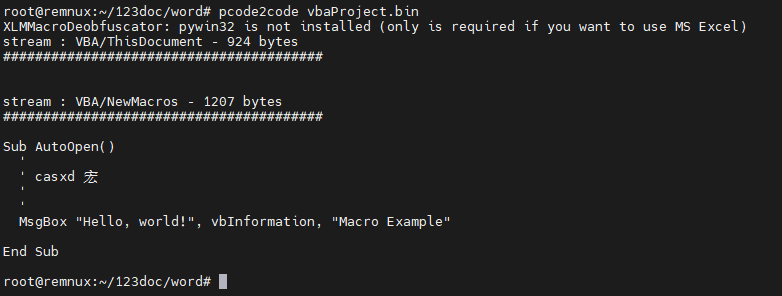 root@remnux:~/123doc/word# pcode2code vbaProject.bin
XLMMacroDeobfuscator: pywin32 is not installed (only is required if you want to use MS Excel)
stream : VBA/ThisDocument - 924 bytes
########################################
stream : VBA/NewMacros - 1207 bytes
########################################
Sub AutoOpen()
  '
  ' casxd 宏
  '
  '
  MsgBox "Hello, world!", vbInformation, "Macro Example"
End Sub
root@remnux:~/123doc/word#